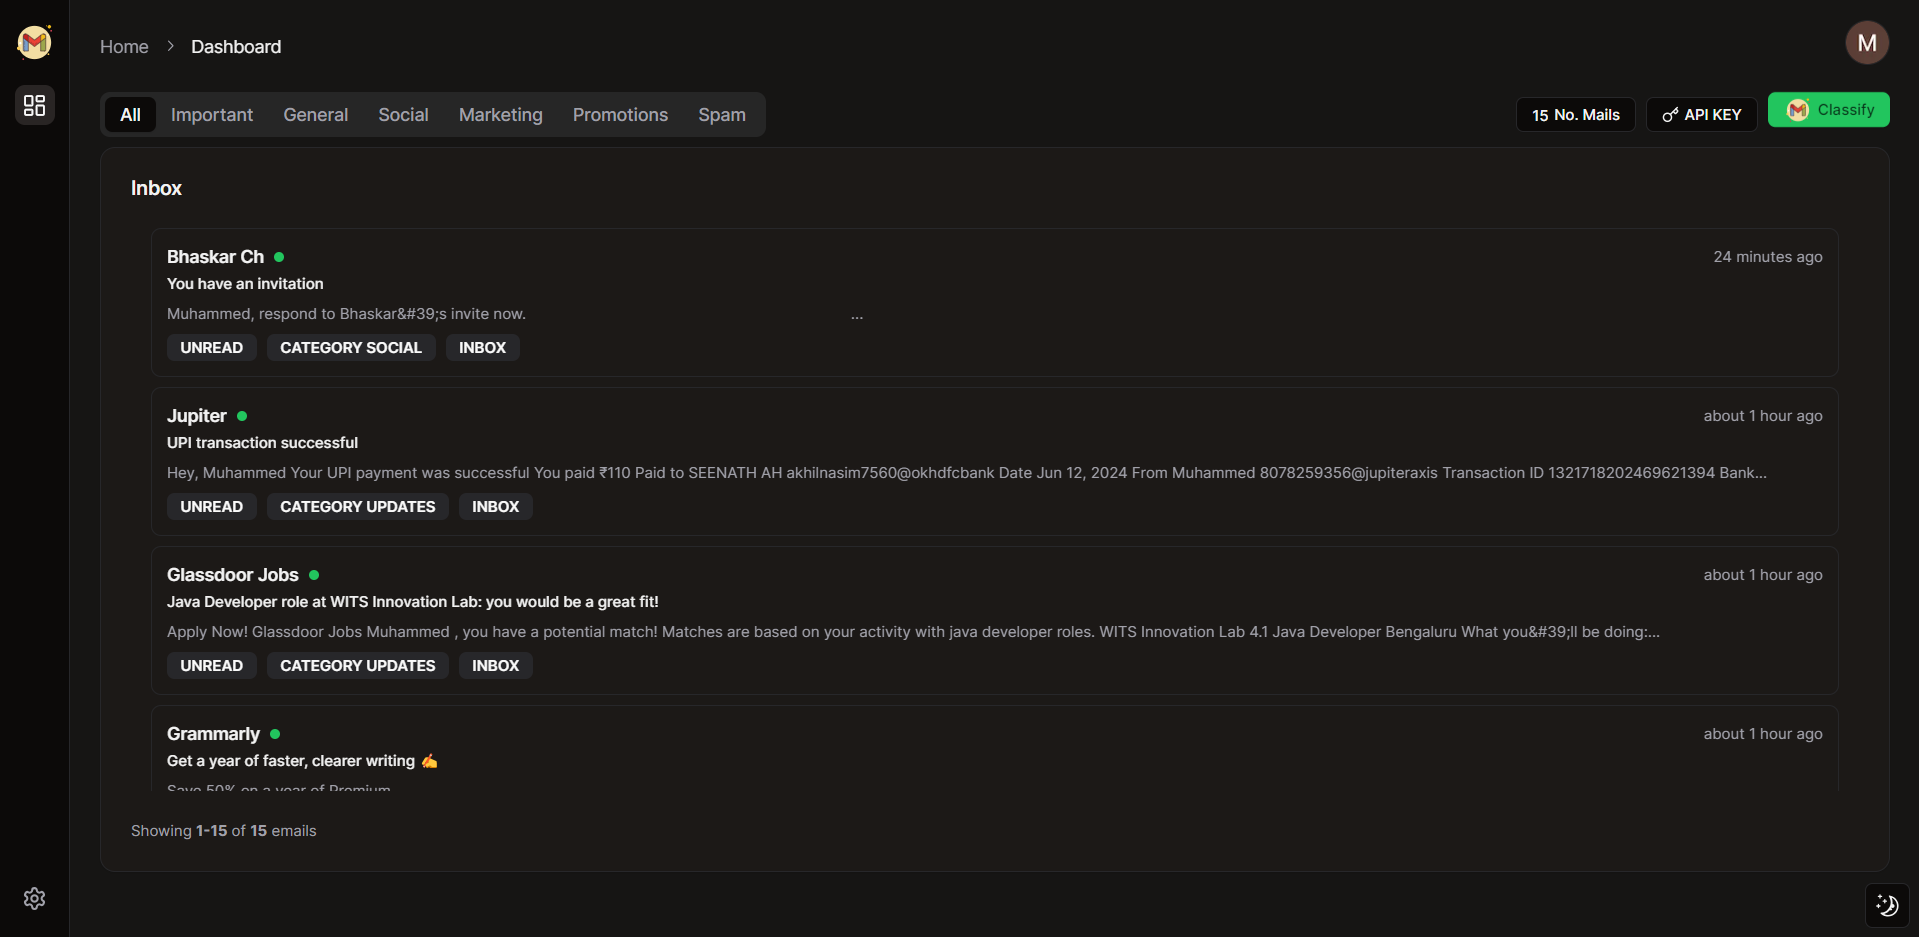 Home > Dashboard
M
All Important General Social Marketing Promotions Spam
15 No. Mails
API KEY
Classify
Inbox
Bhaskar Ch
24 minutes ago
You have an invitation
Muhammed, respond to Bhaskar&#39;s invite now. ...
UNREAD CATEGORY SOCIAL INBOX
Jupiter
about 1 hour ago
UPI transaction successful
Hey, Muhammed Your UPI payment was successful You paid ₹110 Paid to SEENATH AH akhilnasim7560@okhdfcbank Date Jun 12, 2024 From Muhammed 8078259356@jupiteraxis Transaction ID 1321718202469621394 Bank...
UNREAD CATEGORY UPDATES INBOX
Glassdoor Jobs
about 1 hour ago
Java Developer role at WITS Innovation Lab: you would be a great fit!
Apply Now! Glassdoor Jobs Muhammed , you have a potential match! Matches are based on your activity with java developer roles. WITS Innovation Lab 4.1 Java Developer Bengaluru What you&#39;ll be doing:...
UNREAD CATEGORY UPDATES INBOX
Grammarly
about 1 hour ago
Get a year of faster, clearer writing ✍️
Save 50% on a year of Premium
Showing 1-15 of 15 emails